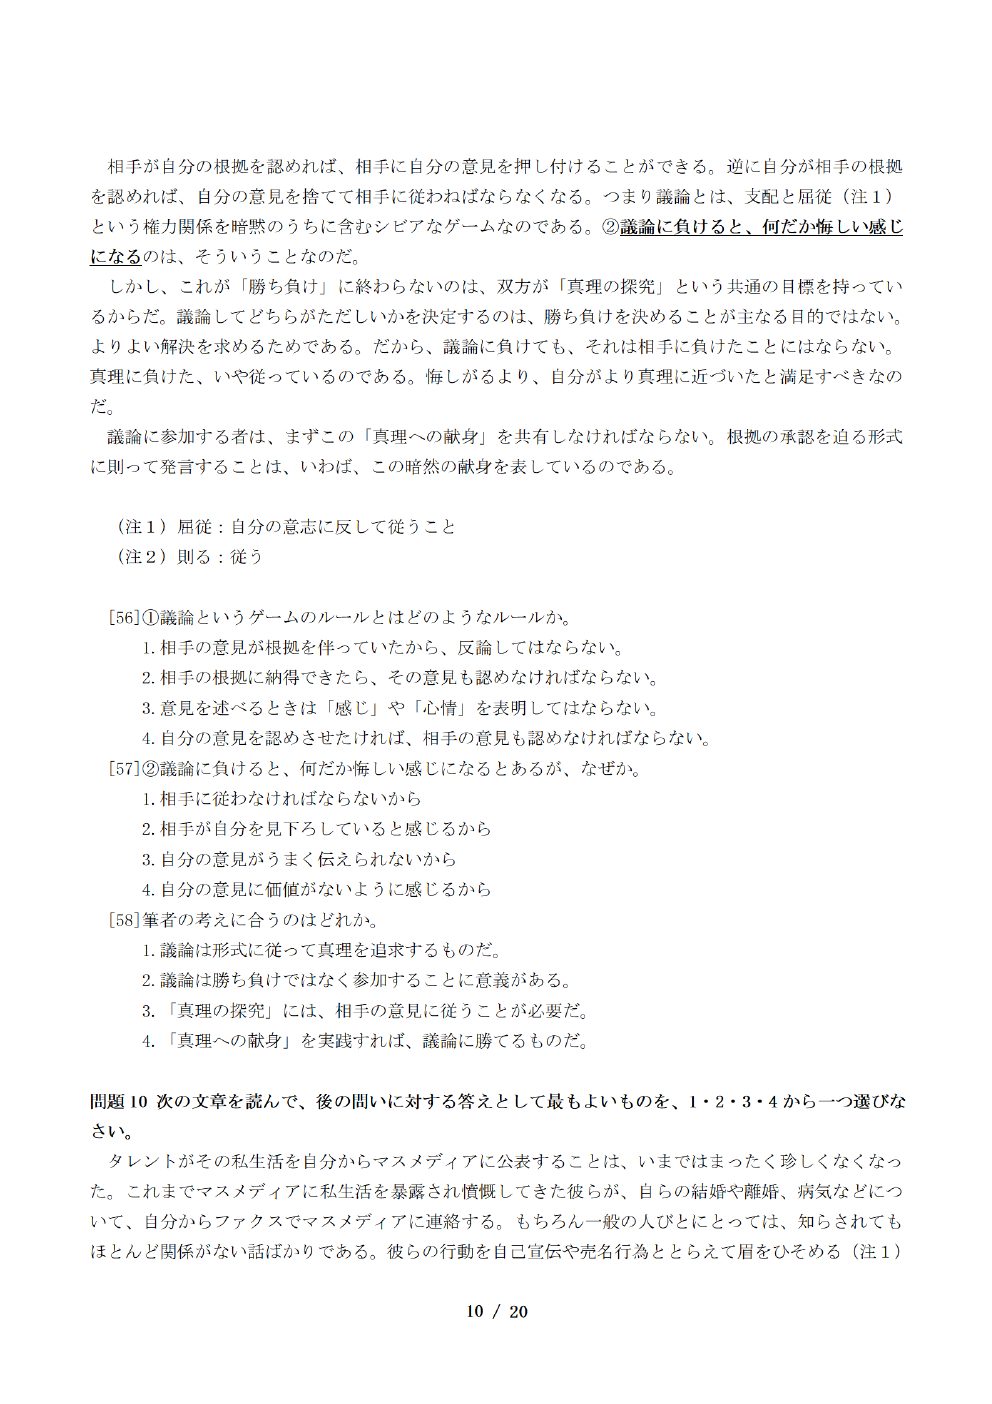 相手が自分の根拠を認めれば、相手に自分の意見を押し付けることができる。逆に自分が相手の根拠
を認めれば、自分の意見を捨てて相手に従わねばならなくなる。つまり議論とは、支配と屈従（注１）
という権力関係を暗黙のうちに含むシビアなゲームなのである。②議論に負けると、何だか悔しい感じ
になるのは、そういうことなのだ。
しかし、これが「勝ち負け」に終わらないのは、双方が「真理の探究」という共通の目標を持ってい
るからだ。議論してどちらがただしいかを決定するのは、勝ち負けを決めることが主なる目的ではない。
よりよい解決を求めるためである。だから、議論に負けても、それは相手に負けたことにはならない。
真理に負けた、いや従っているのである。悔しがるより、自分がより真理に近づいたと満足すべきなの
だ。
議論に参加する者は、まずこの「真理への献身」を共有しなければならない。根拠の承認を迫る形式
に則って発言することは、いわば、この暗然の献身を表しているのである。
（注１）屈従：自分の意志に反して従うこと
（注２）則る：従う
[56]①議論というゲームのルールとはどのようなルールか。
1.相手の意見が根拠を伴っていたから、反論してはならない。
2.相手の根拠に納得できたら、その意見も認めなければならない。
3.意見を述べるときは「感じ」や「心情」を表明してはならない。
4.自分の意見を認めさせたければ、相手の意見も認めなければならない。
[57]②議論に負けると、何だか悔しい感じになるとあるが、なぜか。
1.相手に従わなければならないから
2.相手が自分を見下ろしていると感じるから
3.自分の意見がうまく伝えられないから
4.自分の意見に価値がないように感じるから
[58]筆者の考えに合うのはどれか。
1.議論は形式に従って真理を追求するものだ。
2.議論は勝ち負けではなく参加することに意義がある。
3.「真理の探究」には、相手の意見に従うことが必要だ。
4.「真理への献身」を実践すれば、議論に勝てるものだ。
問題 10 次の文章を読んで、後の問いに対する答えとして最もよいものを、1・2・3・4 から一つ選びな
さい。
タレントがその私生活を自分からマスメディアに公表することは、いまではまったく珍しくなくなっ
た。これまでマスメディアに私生活を暴露され憤慨してきた彼らが、自らの結婚や離婚、病気などにつ
いて、自分からファクスでマスメディアに連絡する。もちろん一般の人びとにとっては、知らされても
ほとんど関係がない話ばかりである。彼らの行動を自己宣伝や売名行為ととらえて眉をひそめる（注１）
10 / 20